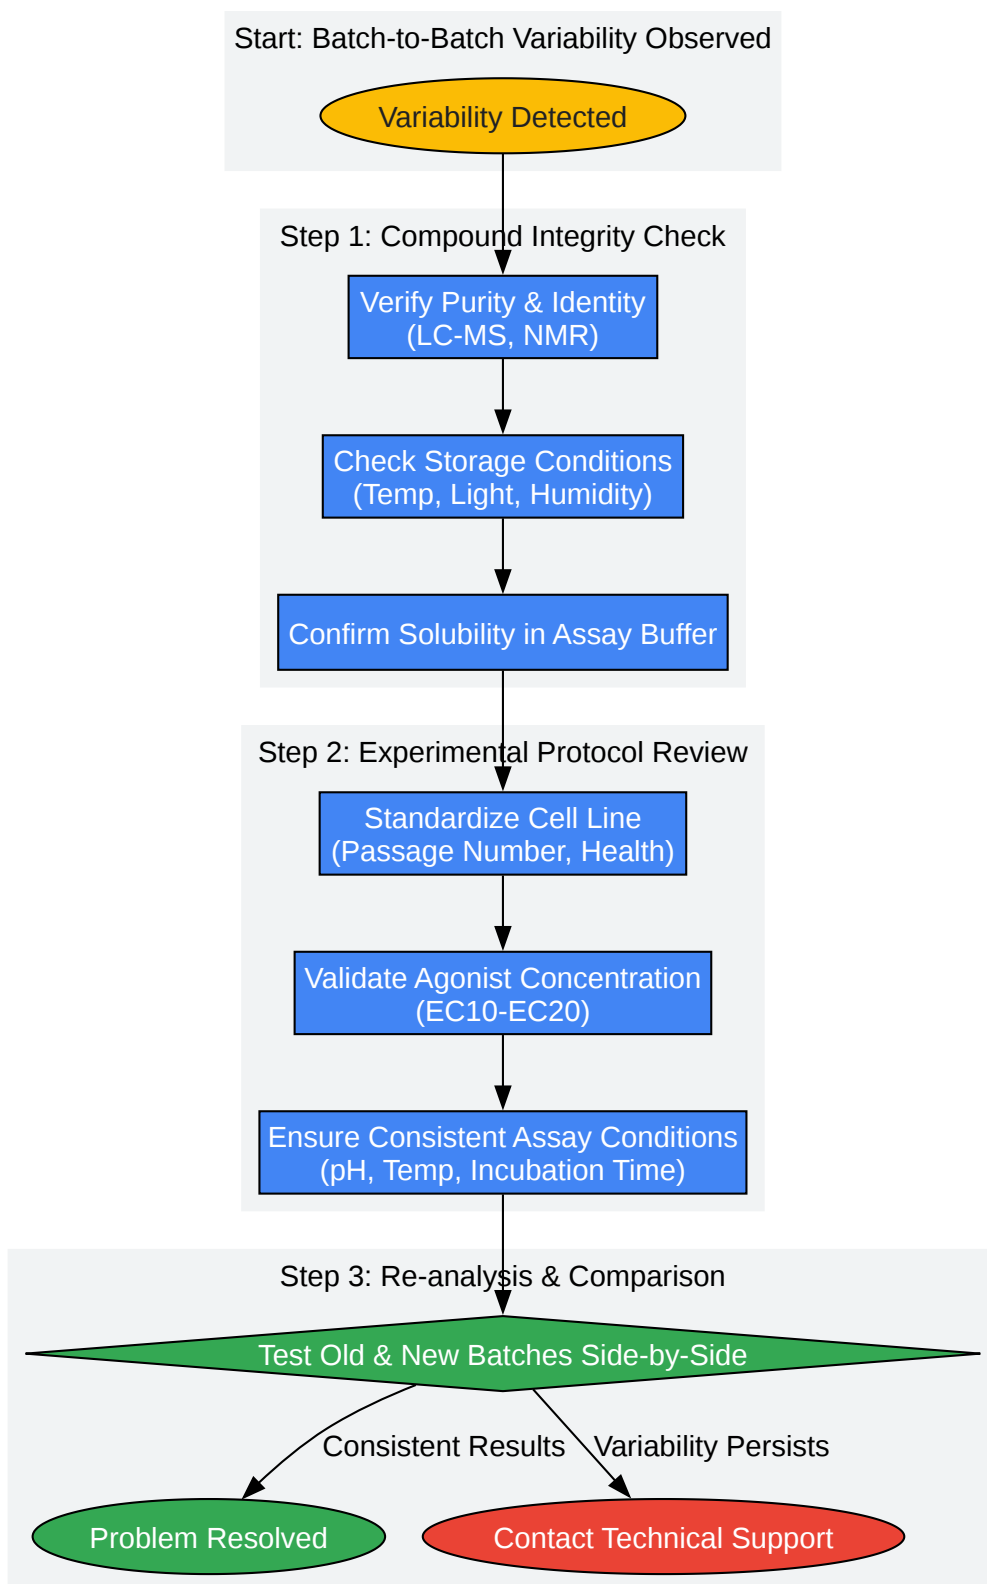 Start: Batch-to-Batch Variability Observed
Variability Detected
Step 1: Compound Integrity Check
Verify Purity & Identity
(LC-MS, NMR)
Check Storage Conditions
(Temp, Light, Humidity)
Confirm Solubility in Assay Buffer
Step 2: Experimental Protocol Review
Standardize Cell Line
(Passage Number, Health)
Validate Agonist Concentration
(EC10-EC20)
Ensure Consistent Assay Conditions
(pH, Temp, Incubation Time)
Step 3: Re-analysis & Comparison
Test Old & New Batches Side-by-Side
Consistent Results
Variability Persists
Problem Resolved
Contact Technical Support